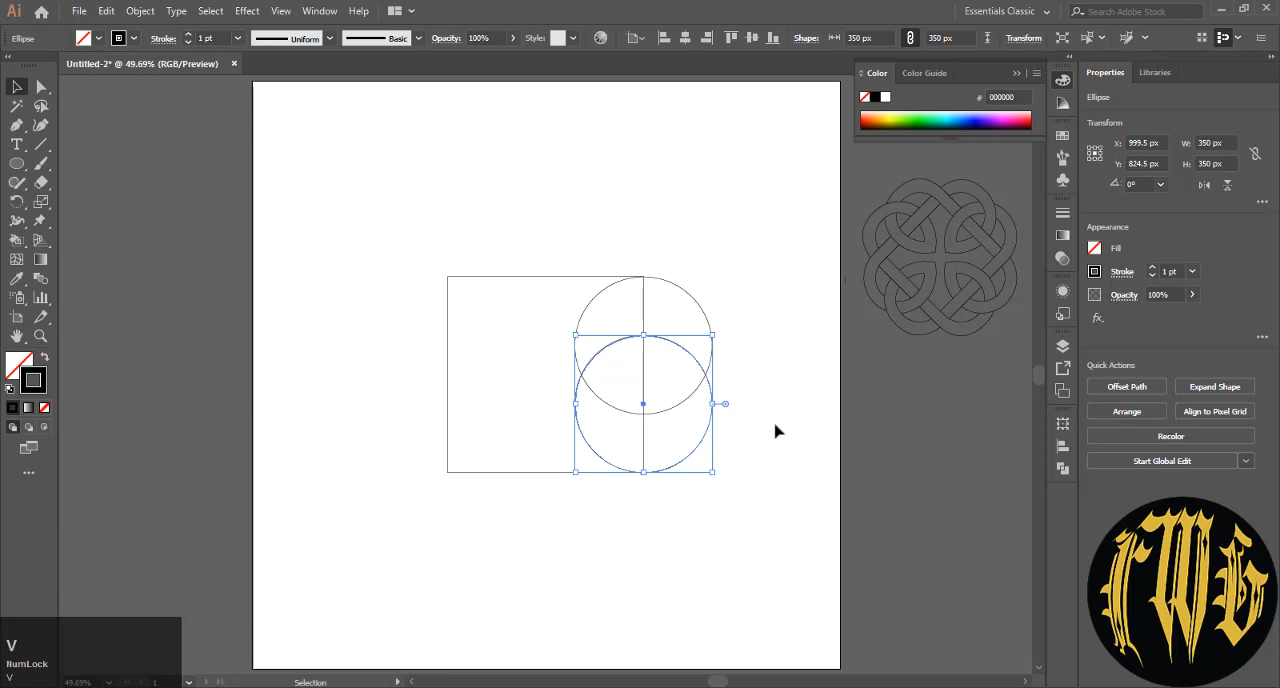 Ai File Edit Object Type Select Effect View Window Help Essentials Classic Search Adobe Stock
Ellipse Stroke: 1 pt Uniform Basic Opacity: 100% Style: Shape: 350 px 350 px Transform
Untitled-2* @ 49.69% (RGB/Preview)
Color Color Guide
# 000000
Properties Libraries
Ellipse
Transform
X: 999.5 px W: 350 px
Y: 824.5 px H: 350 px
0°
Appearance
Fill
Stroke 1 pt
Opacity 100%
fx.
Quick Actions
Offset Path Expand Shape
Arrange Align to Pixel Grid
Recolor
Start Global Edit
V
NumLock
V
49.69% 1 Selection